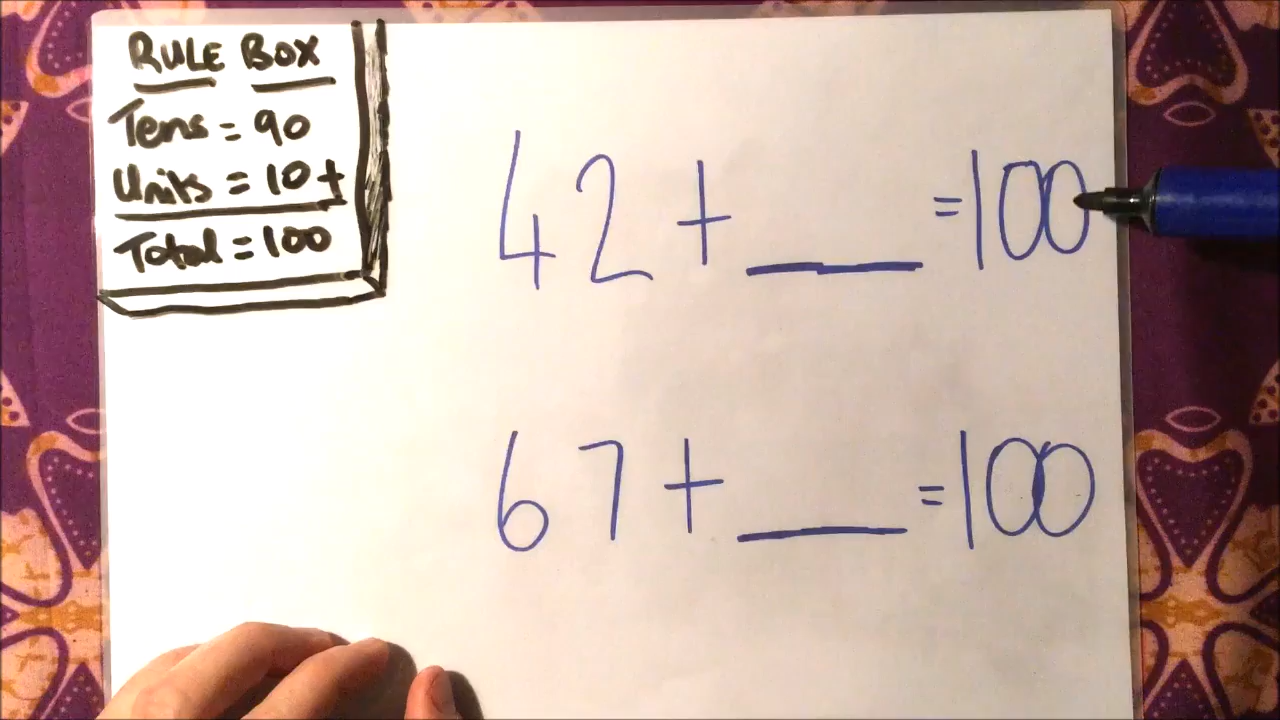 RULE BOX
Tens = 90
Units = 10 +
Total = 100
42 + ___ = 100
67 + ___ = 100